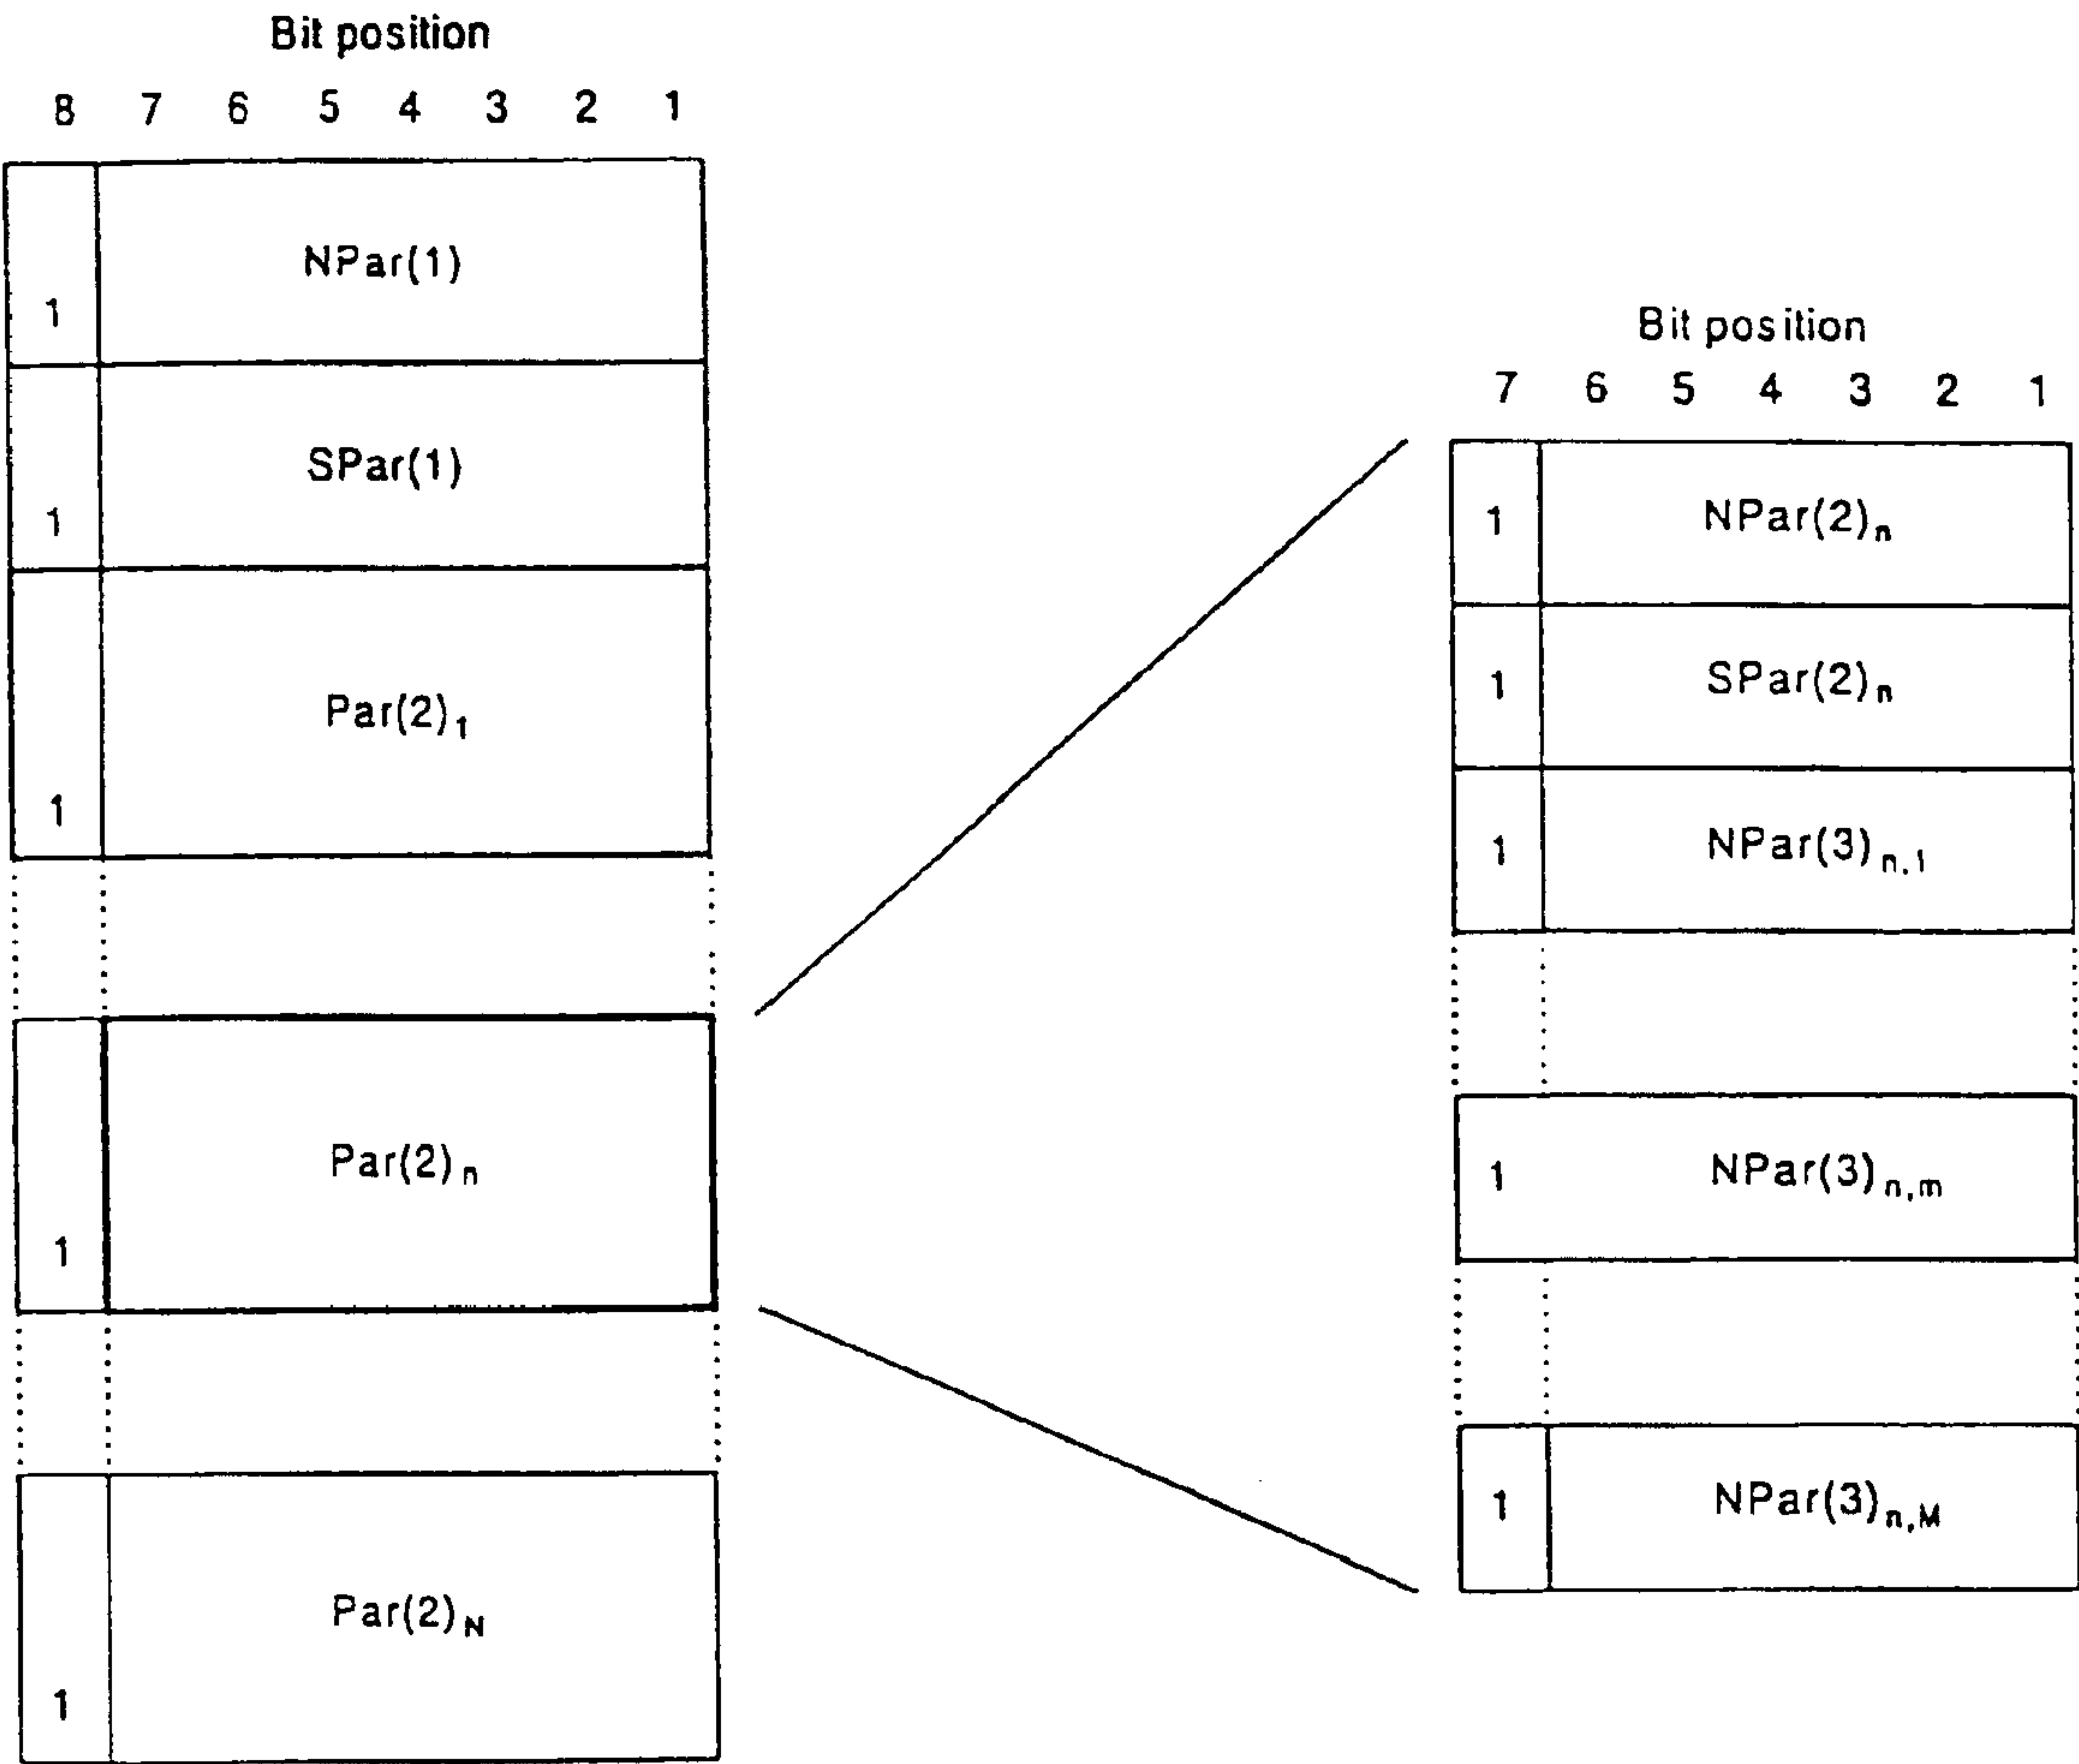 Bit position
8 7 6 5 4 3 2 1
NPar(1)
1
SPar(1)
1
Par(2)1
1
Par(2)n
1
Par(2)N
1
Bit position
7 6 5 4 3 2 1
1 NPar(2)n
1 SPar(2)n
1 NPar(3)n,1
1 NPar(3)n,m
1 NPar(3)n,M